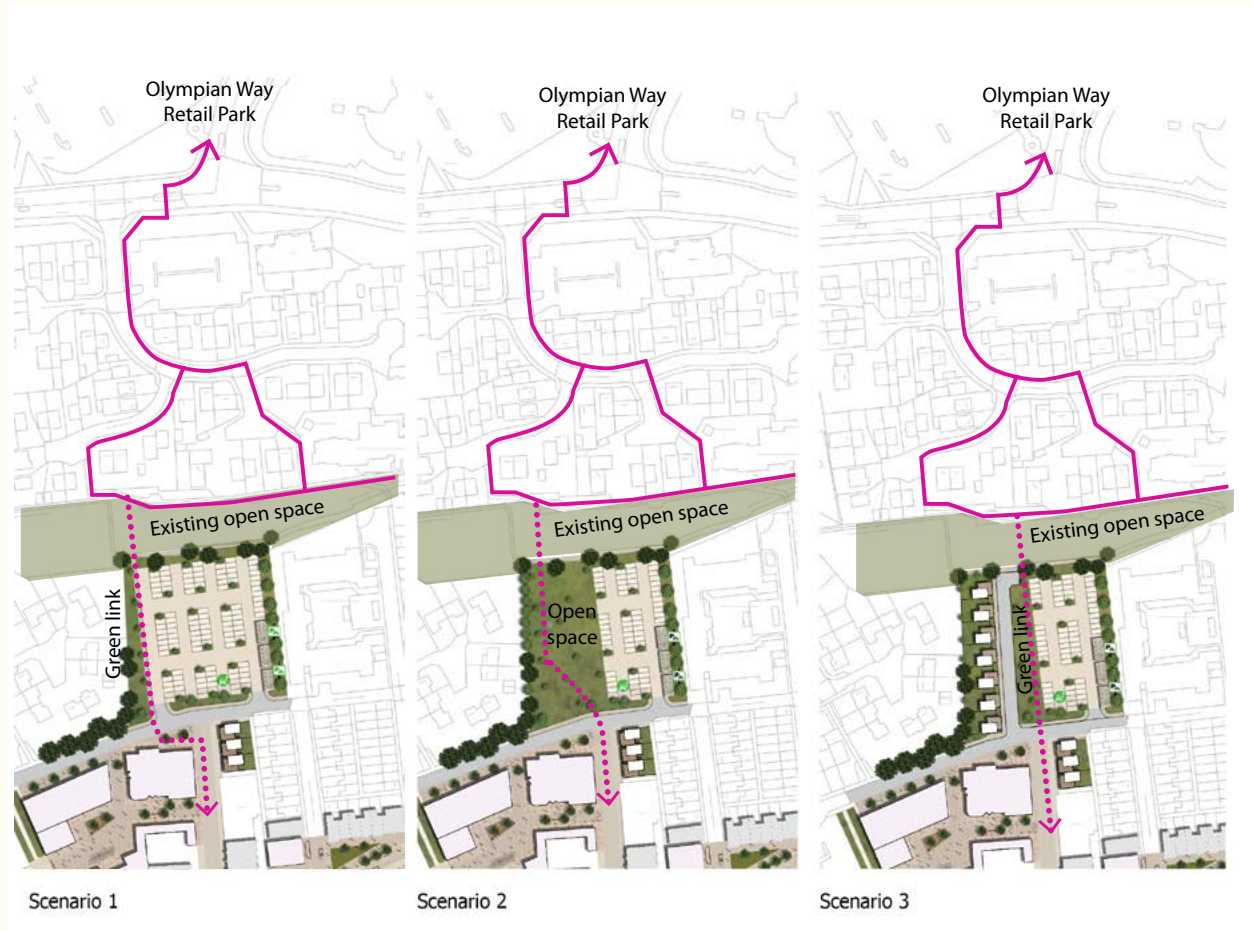 Olympian Way
Retail Park
Existing open space
Green link
Scenario 1
Olympian Way
Retail Park
Existing open space
Open
space
Scenario 2
Olympian Way
Retail Park
Existing open space
Green link
Scenario 3